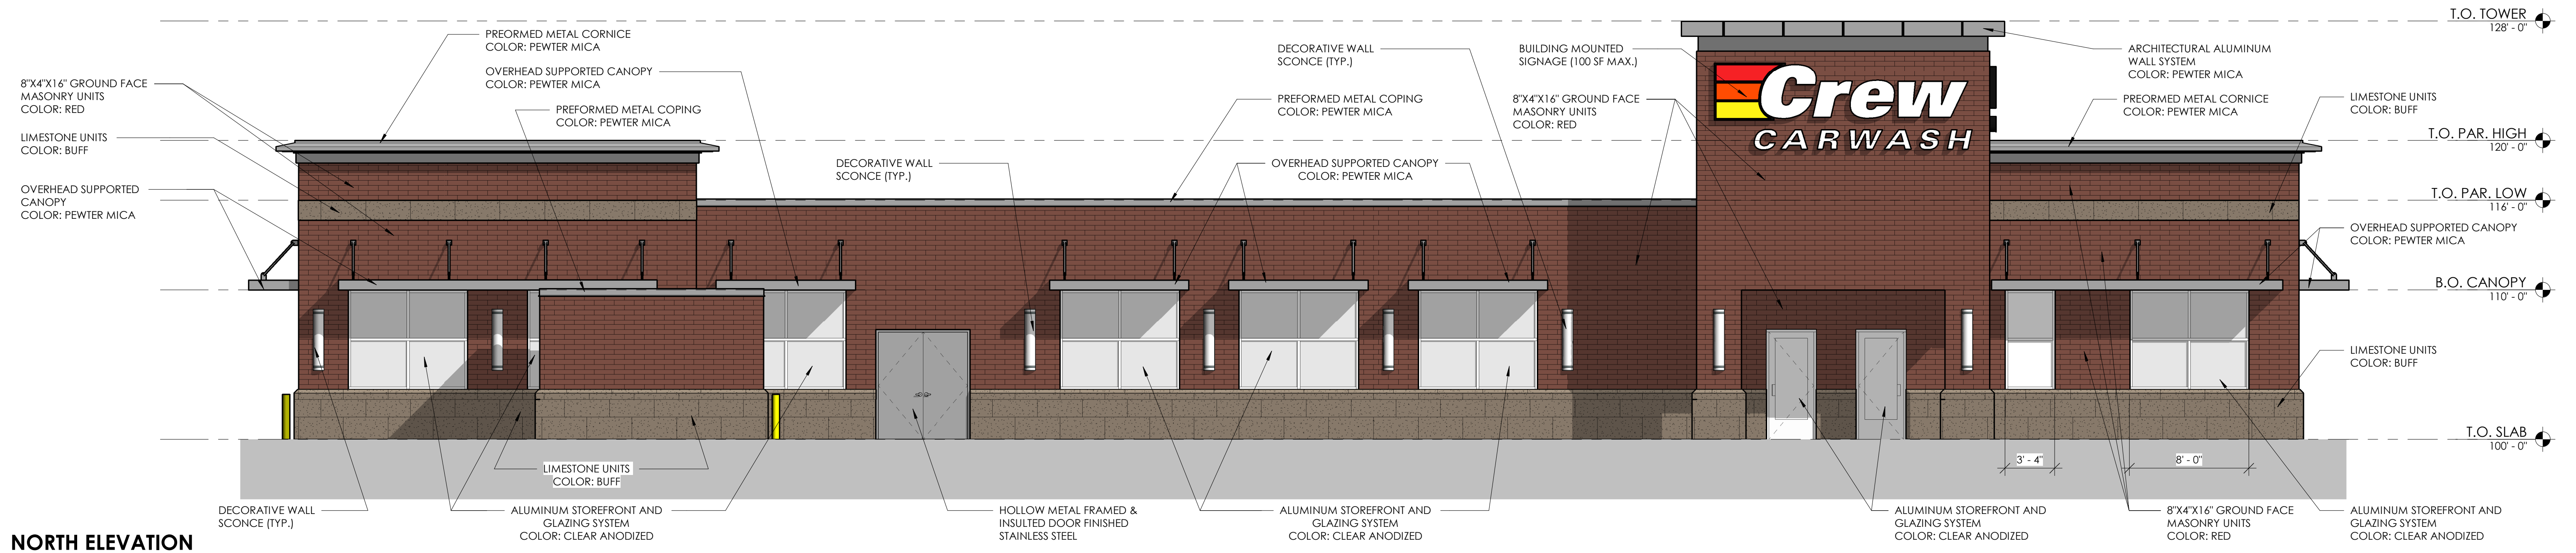 PREFORMED METAL CORNICE
COLOR: PEWTER MICA
8"X4"X16" GROUND FACE
MASONRY UNITS
COLOR: RED
LIMESTONE UNITS
COLOR: BUFF
OVERHEAD SUPPORTED
CANOPY
COLOR: PEWTER MICA
OVERHEAD SUPPORTED CANOPY
COLOR: PEWTER MICA
PREFORMED METAL COPING
COLOR: PEWTER MICA
DECORATIVE WALL
SCONCE (TYP.)
DECORATIVE WALL
SCONCE (TYP.)
PREFORMED METAL COPING
COLOR: PEWTER MICA
OVERHEAD SUPPORTED CANOPY
COLOR: PEWTER MICA
BUILDING MOUNTED
SIGNAGE (100 SF MAX.)
8"X4"X16" GROUND FACE
MASONRY UNITS
COLOR: RED
Crew
CARWASH
ARCHITECTURAL ALUMINUM
WALL SYSTEM
COLOR: PEWTER MICA
PREORMED METAL CORNICE
COLOR: PEWTER MICA
LIMESTONE UNITS
COLOR: BUFF
OVERHEAD SUPPORTED CANOPY
COLOR: PEWTER MICA
LIMESTONE UNITS
COLOR: BUFF
T.O. TOWER
128' - 0"
T.O. PAR. HIGH
120' - 0"
T.O. PAR. LOW
116' - 0"
B.O. CANOPY
110' - 0"
T.O. SLAB
100' - 0"
3' - 4"
8' - 0"
LIMESTONE UNITS
COLOR: BUFF
DECORATIVE WALL
SCONCE (TYP.)
ALUMINUM STOREFRONT AND
GLAZING SYSTEM
COLOR: CLEAR ANODIZED
HOLLOW METAL FRAMED &
INSULTED DOOR FINISHED
STAINLESS STEEL
ALUMINUM STOREFRONT AND
GLAZING SYSTEM
COLOR: CLEAR ANODIZED
ALUMINUM STOREFRONT AND
GLAZING SYSTEM
COLOR: CLEAR ANODIZED
8"X4"X16" GROUND FACE
MASONRY UNITS
COLOR: RED
ALUMINUM STOREFRONT AND
GLAZING SYSTEM
COLOR: CLEAR ANODIZED
NORTH ELEVATION